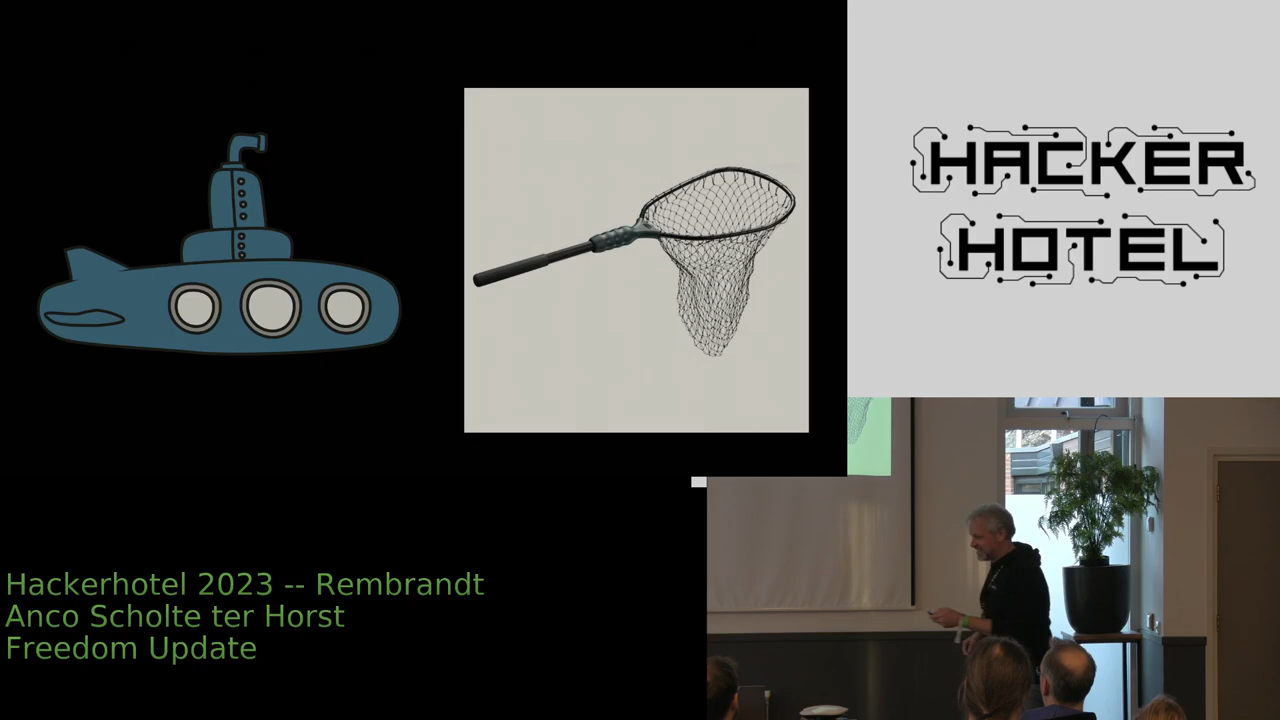 HACKER
HOTEL
Hackerhotel 2023 -- Rembrandt
Anco Scholte ter Horst
Freedom Update